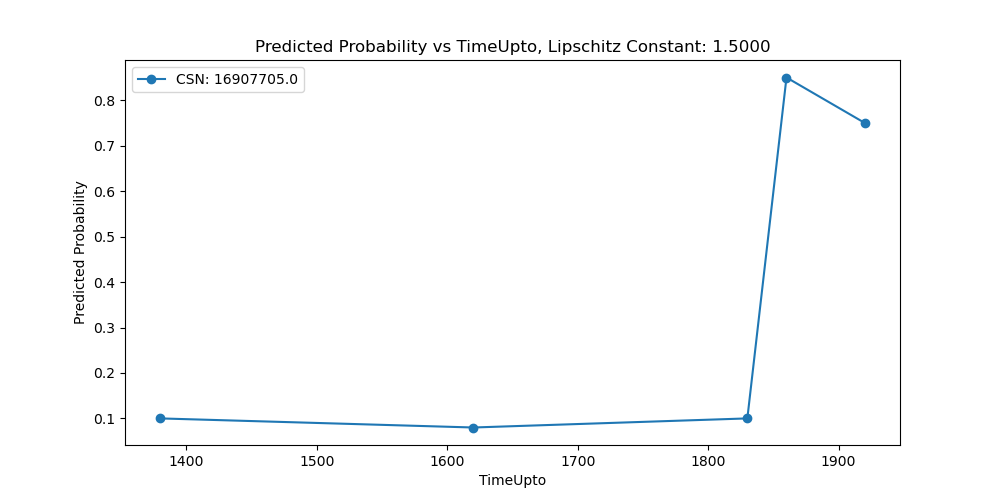 Predicted Probability vs TimeUpto, Lipschitz Constant: 1.5000
CSN: 16907705.0
Predicted Probability
0.8
0.7
0.6
0.5
0.4
0.3
0.2
0.1
1400 1500 1600 1700 1800 1900
TimeUpto